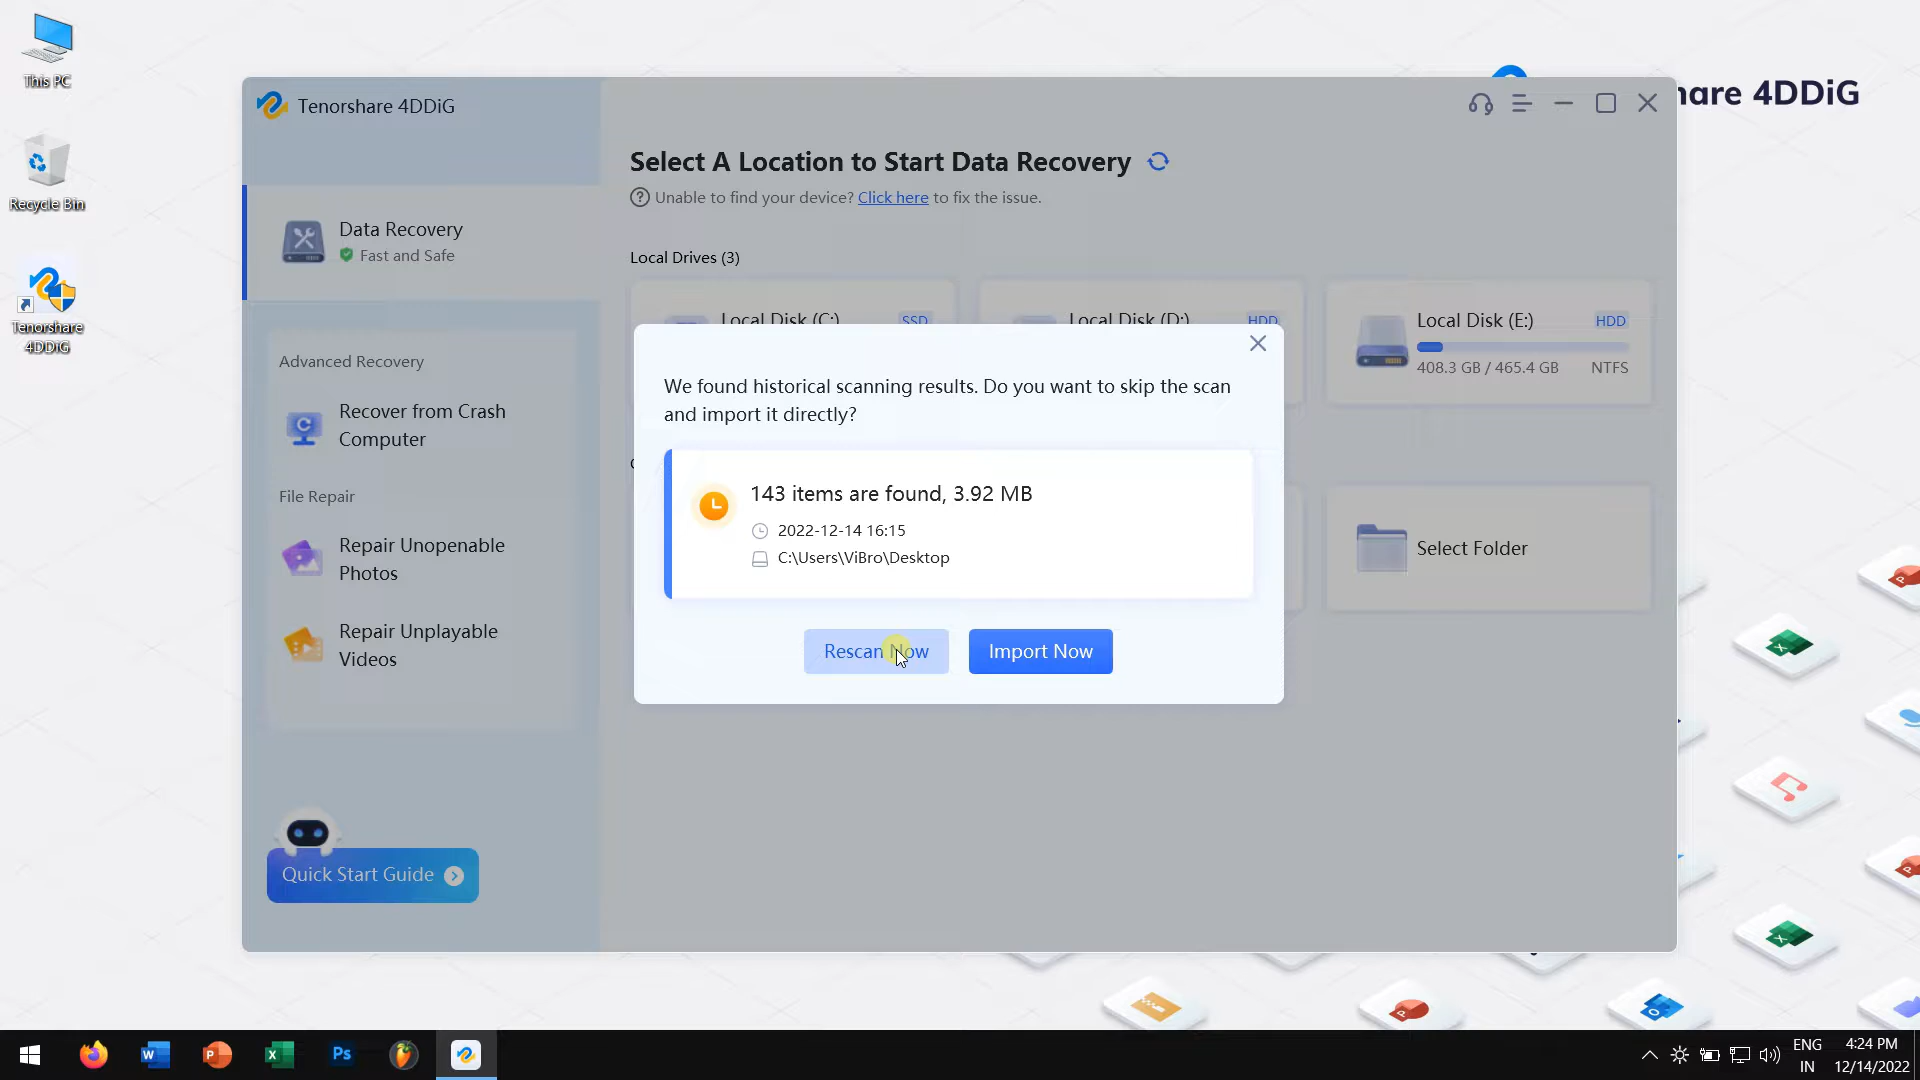 This PC
Recycle Bin
Tenorshare
4DDiG
Tenorshare 4DDiG
hare 4DDiG
Select A Location to Start Data Recovery
Unable to find your device? Click here to fix the issue.
Data Recovery
Fast and Safe
Advanced Recovery
Recover from Crash
Computer
File Repair
Repair Unopenable
Photos
Repair Unplayable
Videos
Quick Start Guide
Local Drives (3)
Local Disk (C:) SSD
Local Disk (D:) HDD
Local Disk (E:) HDD
408.3 GB / 465.4 GB NTFS
Select Folder
We found historical scanning results. Do you want to skip the scan
and import it directly?
143 items are found, 3.92 MB
2022-12-14 16:15
C:\Users\ViBro\Desktop
Rescan Now
Import Now
ENG
IN
4:24 PM
12/14/2022